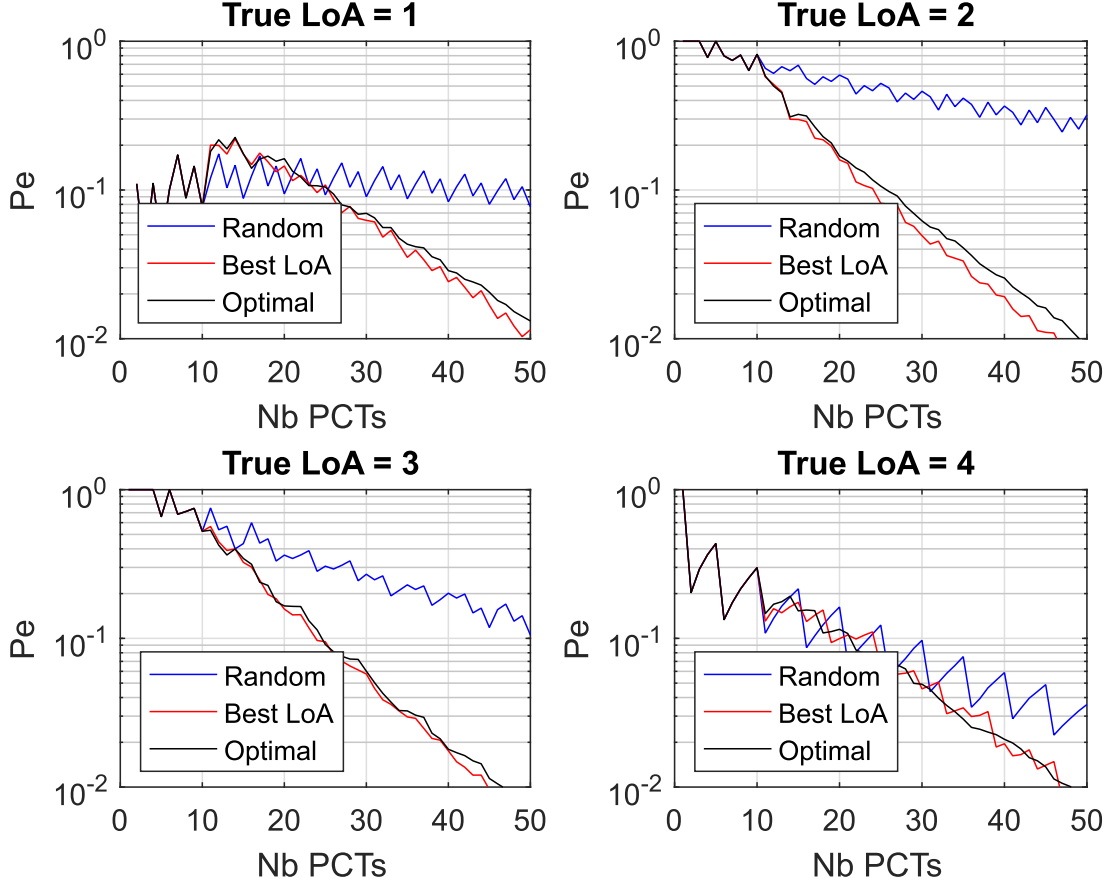 True LoA = 1
Pe
10^0
10^-1
10^-2
Random
Best LoA
Optimal
0 10 20 30 40 50
Nb PCTs
True LoA = 2
Pe
10^0
10^-1
10^-2
Random
Best LoA
Optimal
0 10 20 30 40 50
Nb PCTs
True LoA = 3
Pe
10^0
10^-1
10^-2
Random
Best LoA
Optimal
0 10 20 30 40 50
Nb PCTs
True LoA = 4
Pe
10^0
10^-1
10^-2
Random
Best LoA
Optimal
0 10 20 30 40 50
Nb PCTs